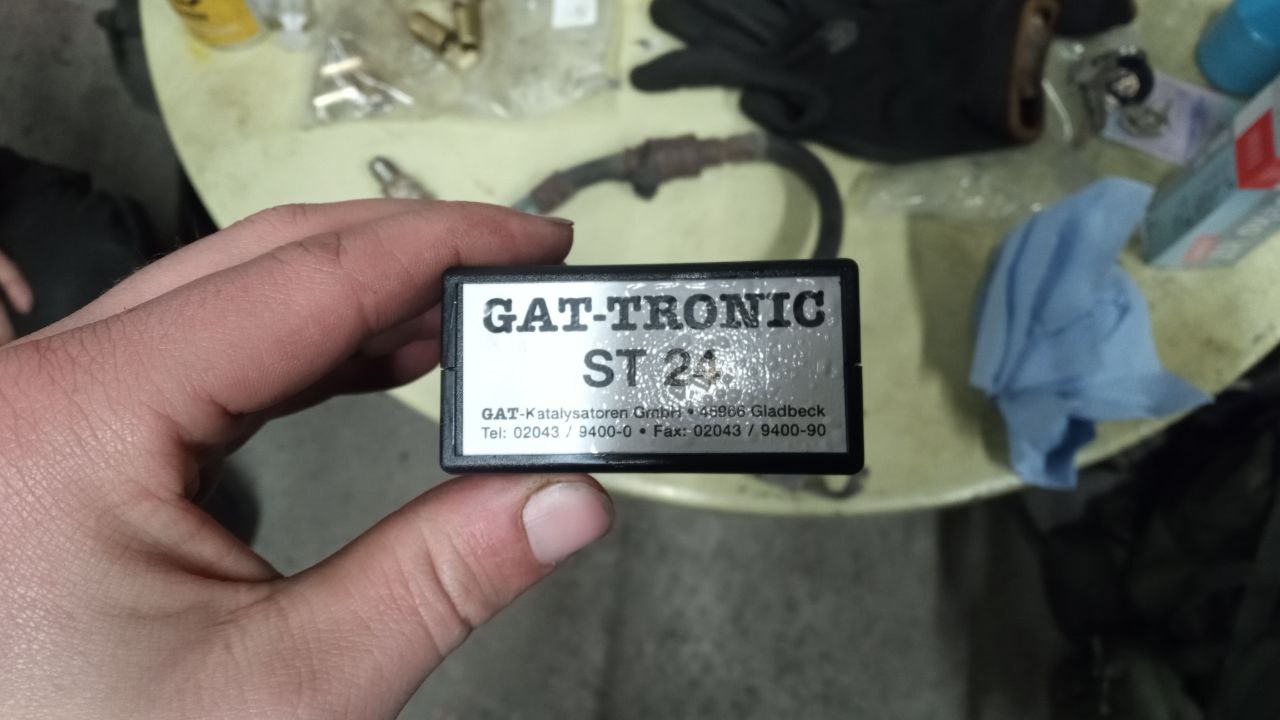 GAT-TRONIC
ST 24
GAT-Katalysatoren GmbH • 45966 Gladbeck
Tel: 02043 / 9400-0 • Fax: 02043 / 9400-90